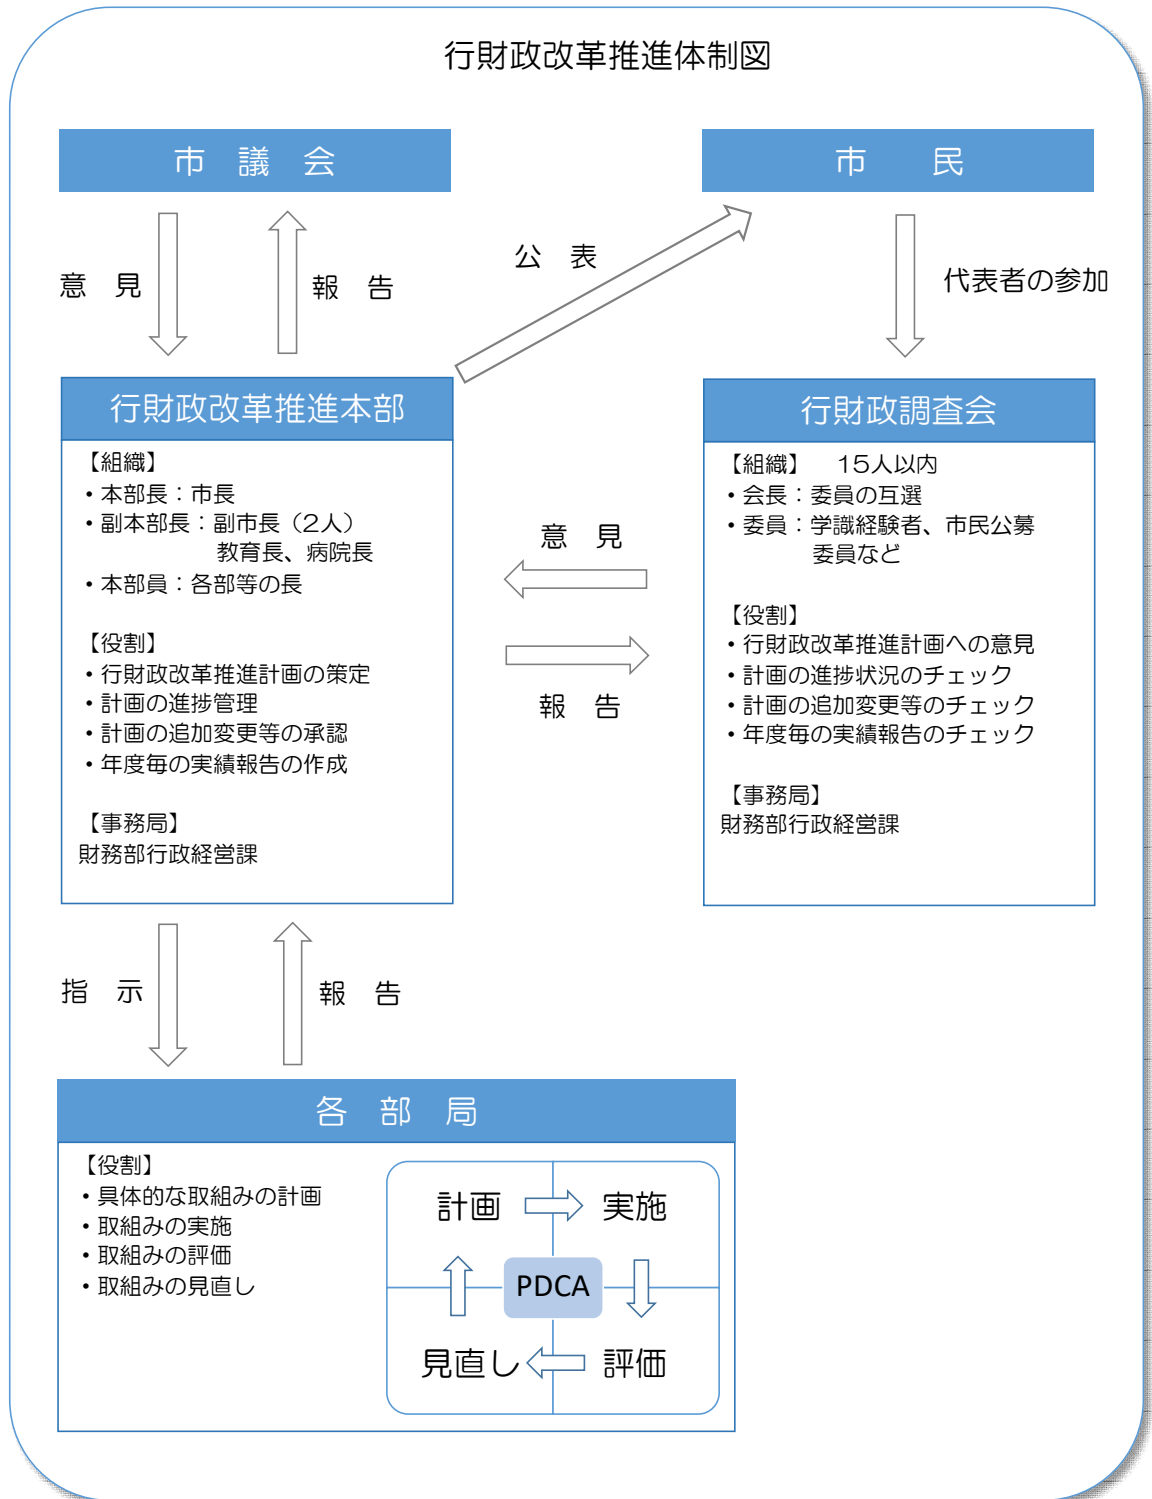 行財政改革推進体制図
市　議　会
市　　民
意　見
報　告
公　表
代表者の参加
行財政改革推進本部
【組織】
・本部長：市長
・副本部長：副市長（2人）
教育長、病院長
・本部員：各部等の長
【役割】
・行財政改革推進計画の策定
・計画の進捗管理
・計画の追加変更等の承認
・年度毎の実績報告の作成
【事務局】
財務部行政経営課
意　見
報　告
行財政調査会
【組織】　15人以内
・会長：委員の互選
・委員：学識経験者、市民公募
委員など
【役割】
・行財政改革推進計画への意見
・計画の進捗状況のチェック
・計画の追加変更等のチェック
・年度毎の実績報告のチェック
【事務局】
財務部行政経営課
指　示
報　告
各　部　局
【役割】
・具体的な取組みの計画
・取組みの実施
・取組みの評価
・取組みの見直し
計画
実施
PDCA
見直し
評価